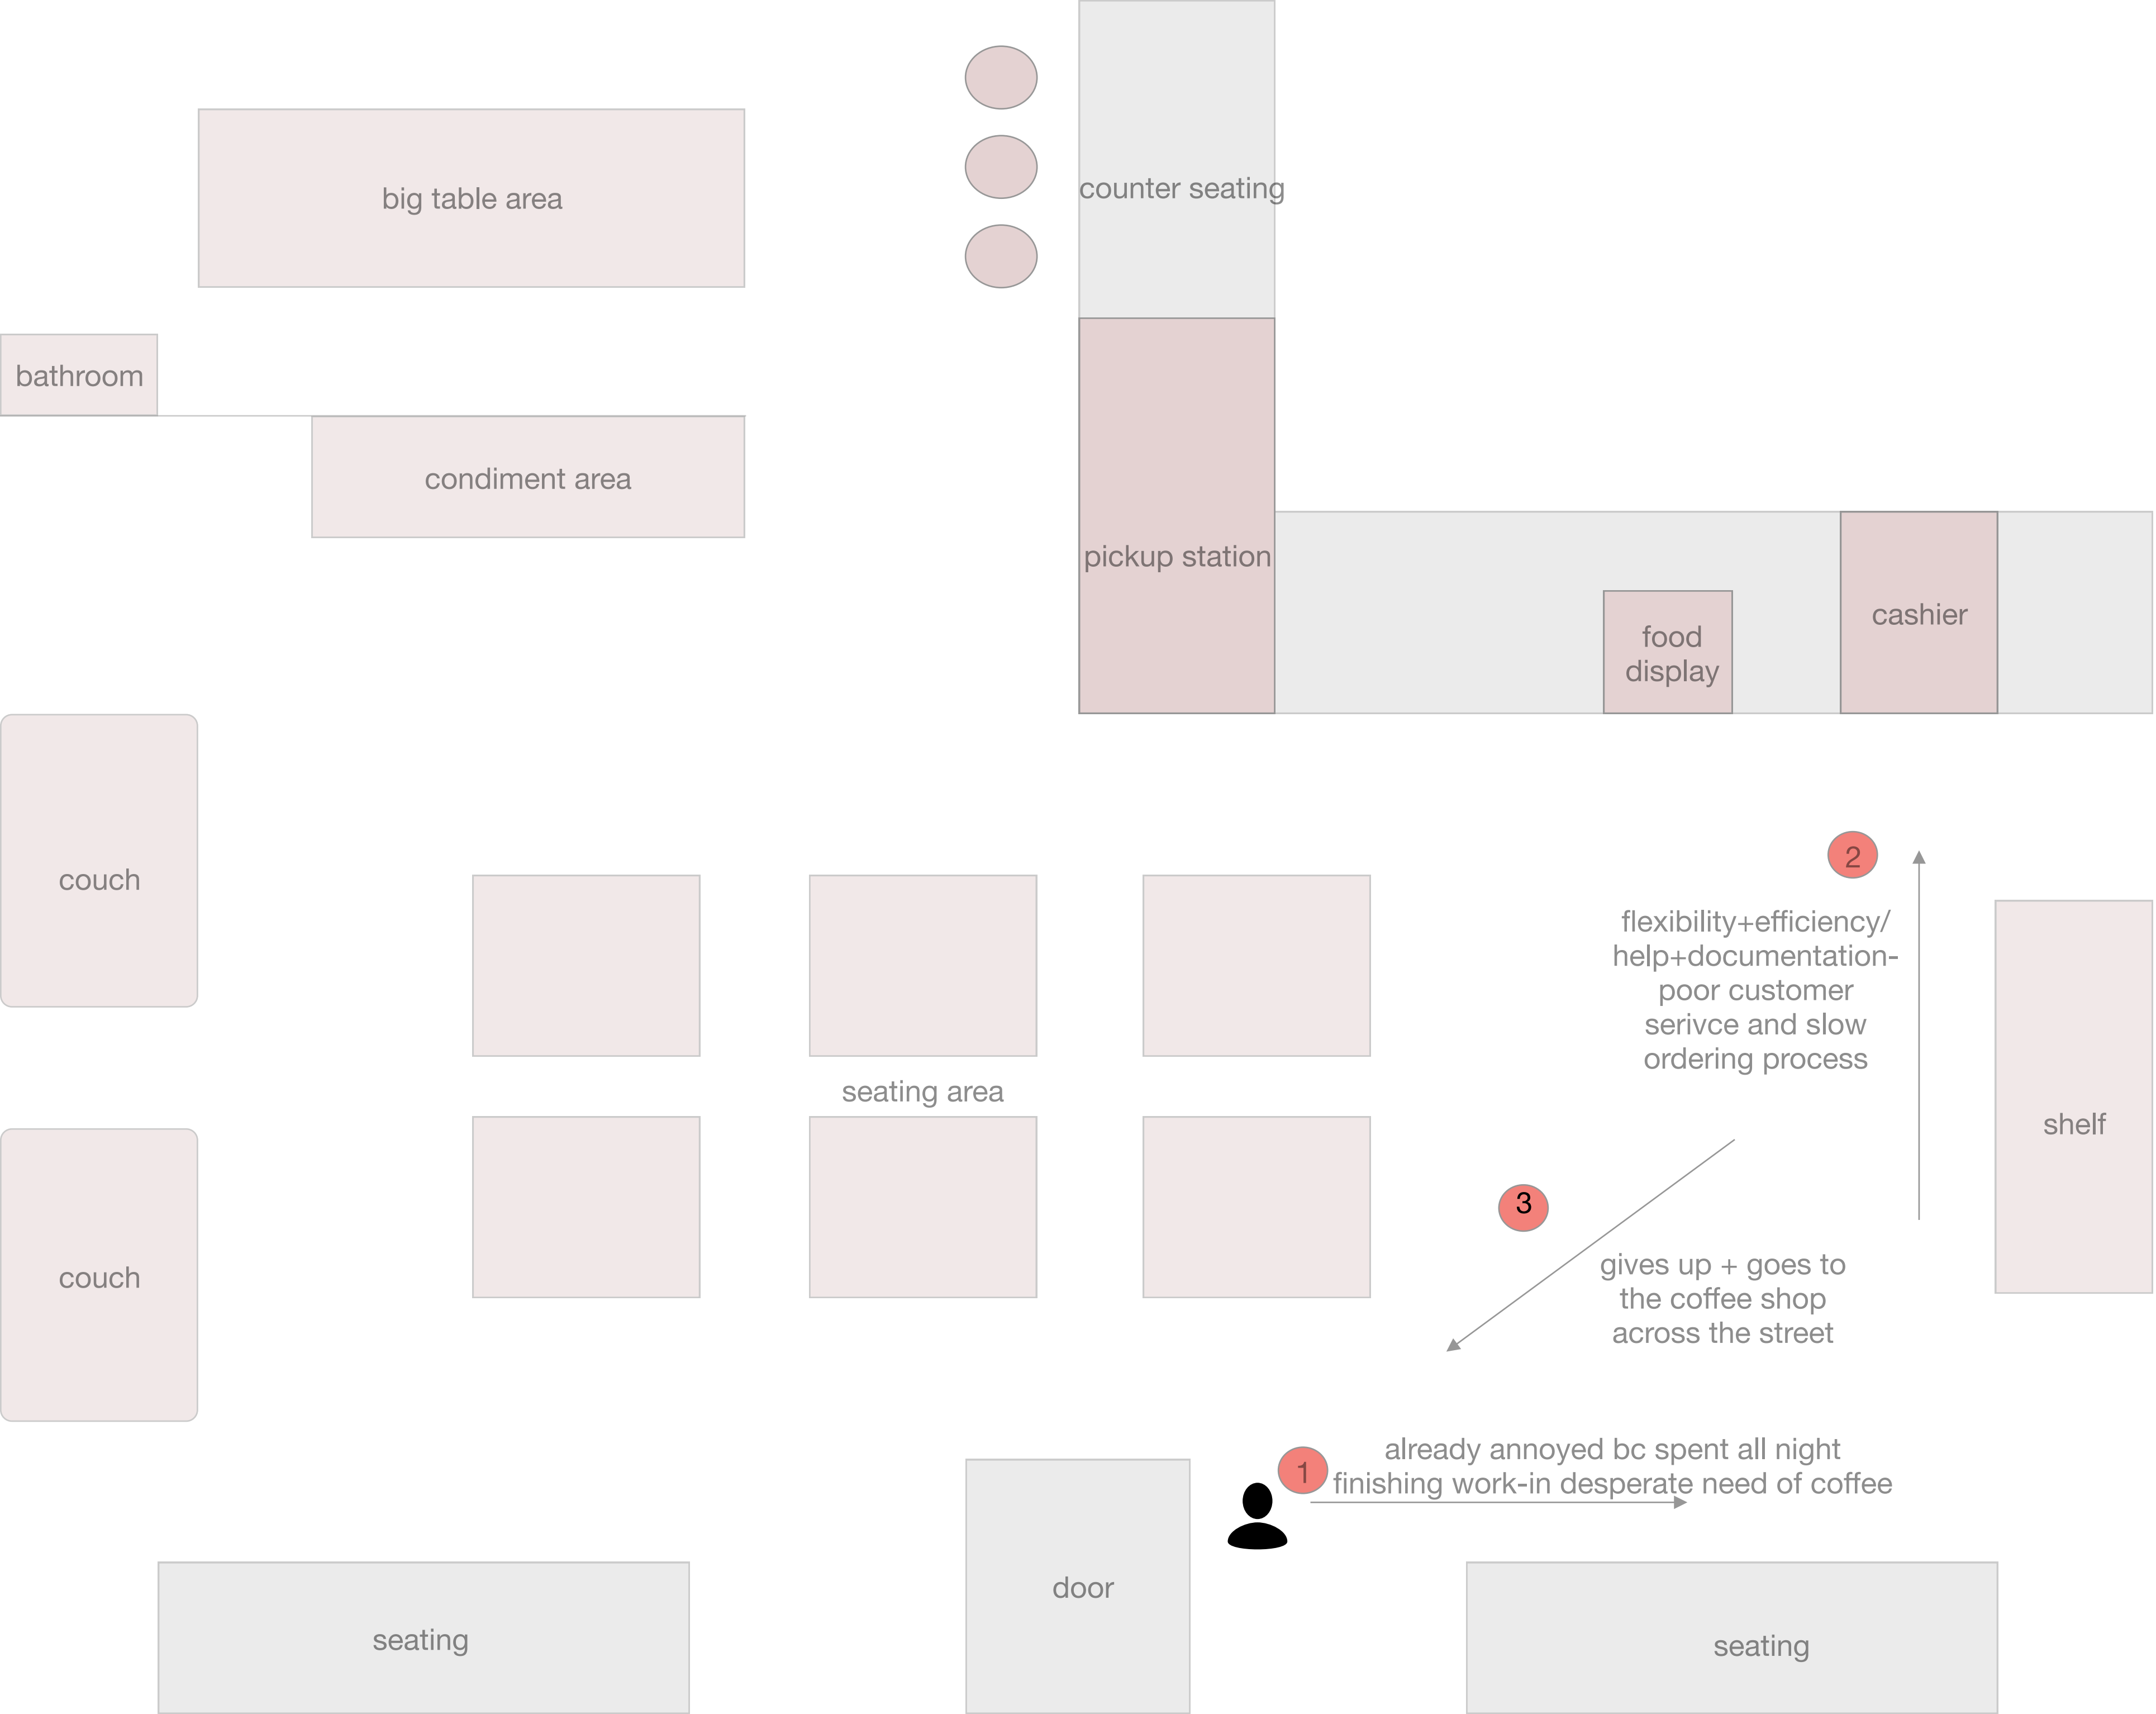 counter seating
big table area
bathroom
condiment area
pickup station
food
display
cashier
couch
2
flexibility+efficiency/
help+documentation-
poor customer
serivce and slow
ordering process
seating area
shelf
3
couch
gives up + goes to
the coffee shop
across the street
1
already annoyed bc spent all night
finishing work-in desperate need of coffee
door
seating
seating